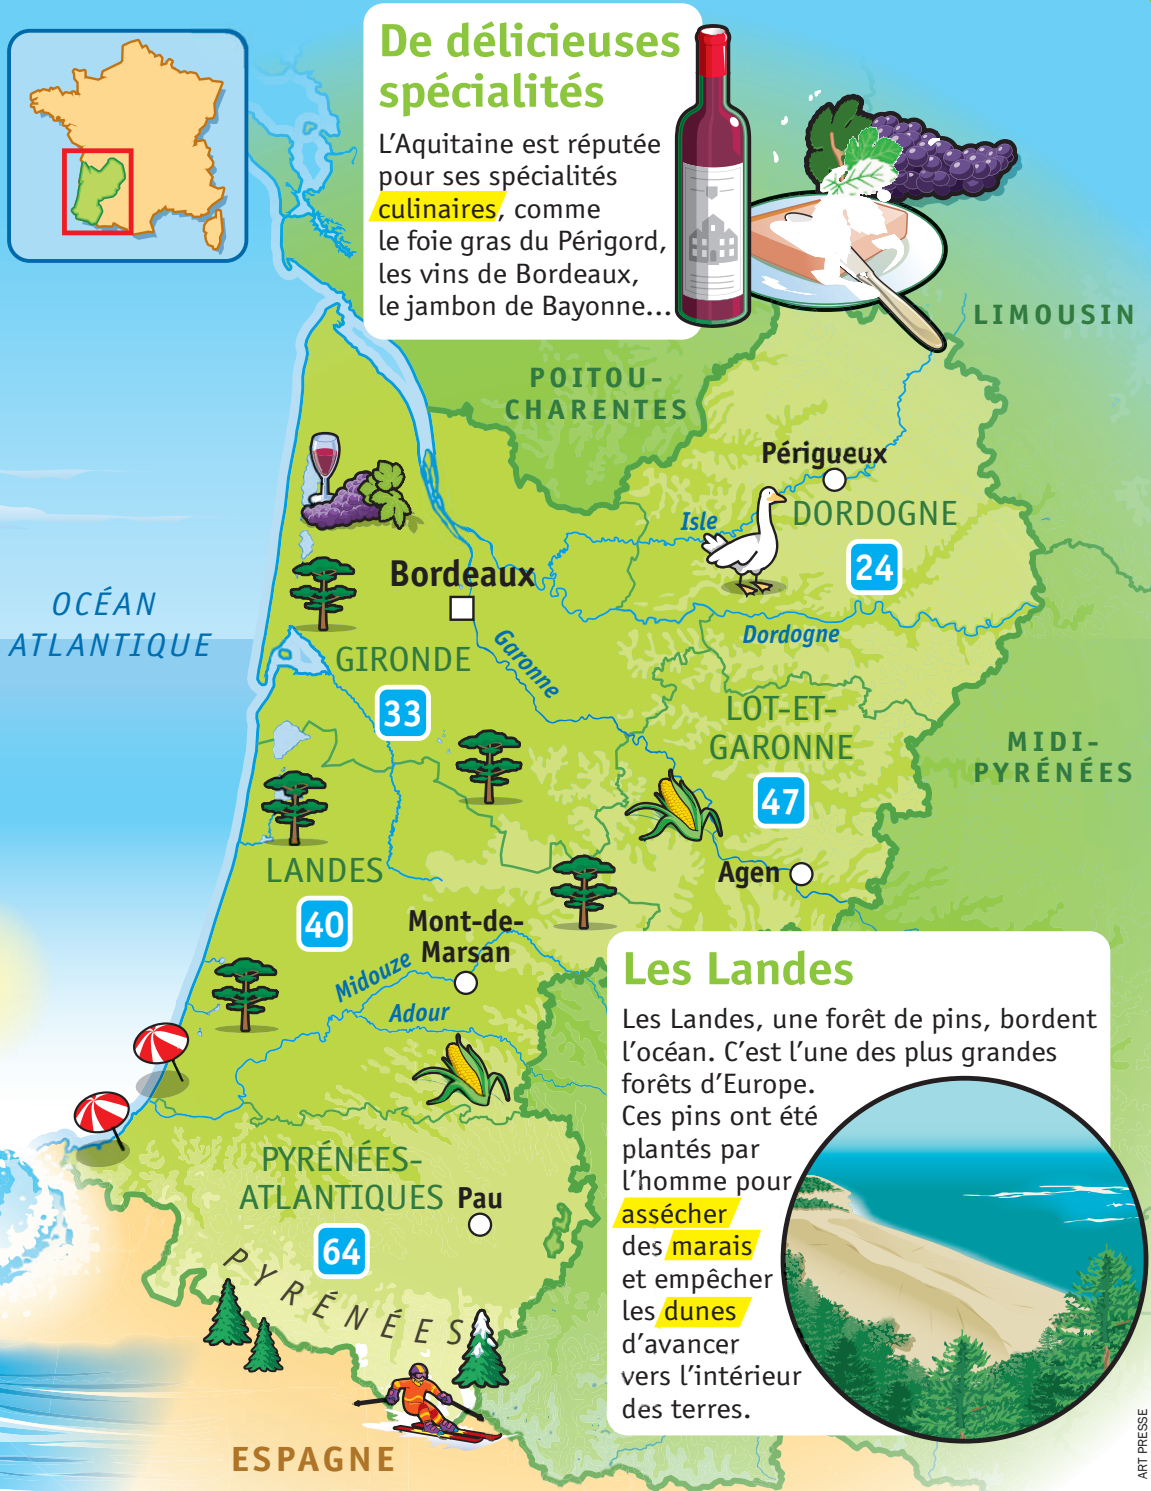 De délicieuses
spécialités
L'Aquitaine est réputée
pour ses spécialités
culinaires, comme
le foie gras du Périgord,
les vins de Bordeaux,
le jambon de Bayonne...
LIMOUSIN
POITOU-
CHARENTES
Périgueux
Isle
DORDOGNE
24
Bordeaux
OCÉAN
ATLANTIQUE
Dordogne
Garonne
GIRONDE
33
LOT-ET-
GARONNE
47
MIDI-
PYRÉNÉES
Agen
LANDES
40
Mont-de-
Marsan
Midouze
Adour
Les Landes
Les Landes, une forêt de pins, bordent
l'océan. C'est l'une des plus grandes
forêts d'Europe.
Ces pins ont été
plantés par
l'homme pour
assécher
des marais
et empêcher
les dunes
d'avancer
vers l'intérieur
des terres.
PYRÉNÉES-
ATLANTIQUES
Pau
64
PYRÉNÉES
ESPAGNE
ART PRESSE